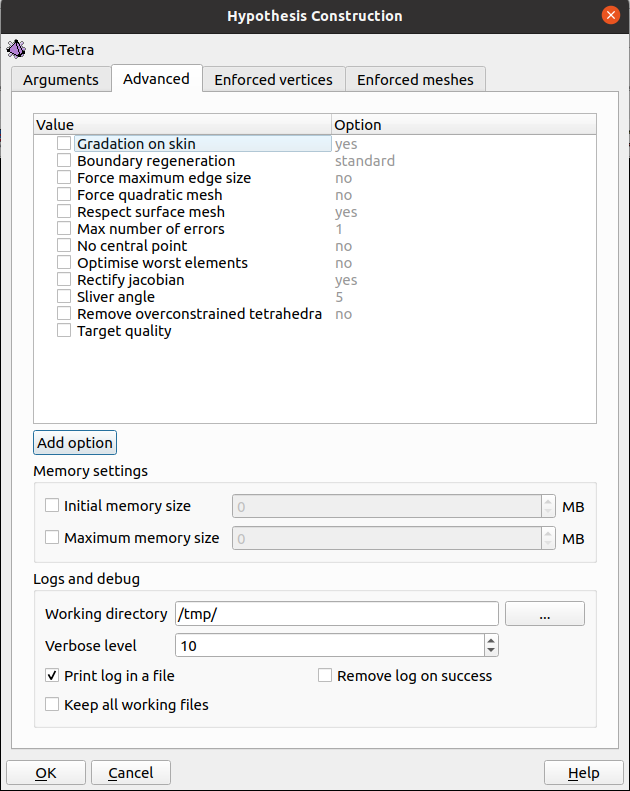 Hypothesis Construction
MG-Tetra
Arguments Advanced Enforced vertices Enforced meshes
Value Option
Gradation on skin yes
Boundary regeneration standard
Force maximum edge size no
Force quadratic mesh no
Respect surface mesh yes
Max number of errors 1
No central point no
Optimise worst elements no
Rectify jacobian yes
Sliver angle 5
Remove overconstrained tetrahedra no
Target quality
Add option
Memory settings
Initial memory size 0 MB
Maximum memory size 0 MB
Logs and debug
Working directory /tmp/ ...
Verbose level 10
Print log in a file Remove log on success
Keep all working files
OK Cancel Help